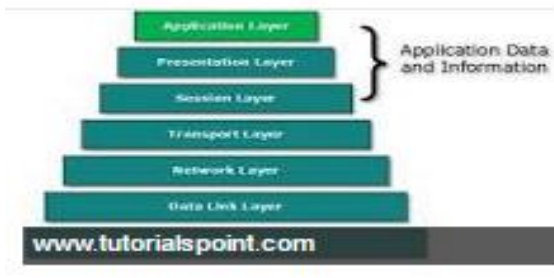 Application Layer
Presentation Layer
Session Layer
Transport Layer
Network Layer
Data Link Layer
Application Data
and Information
www.tutorialspoint.com